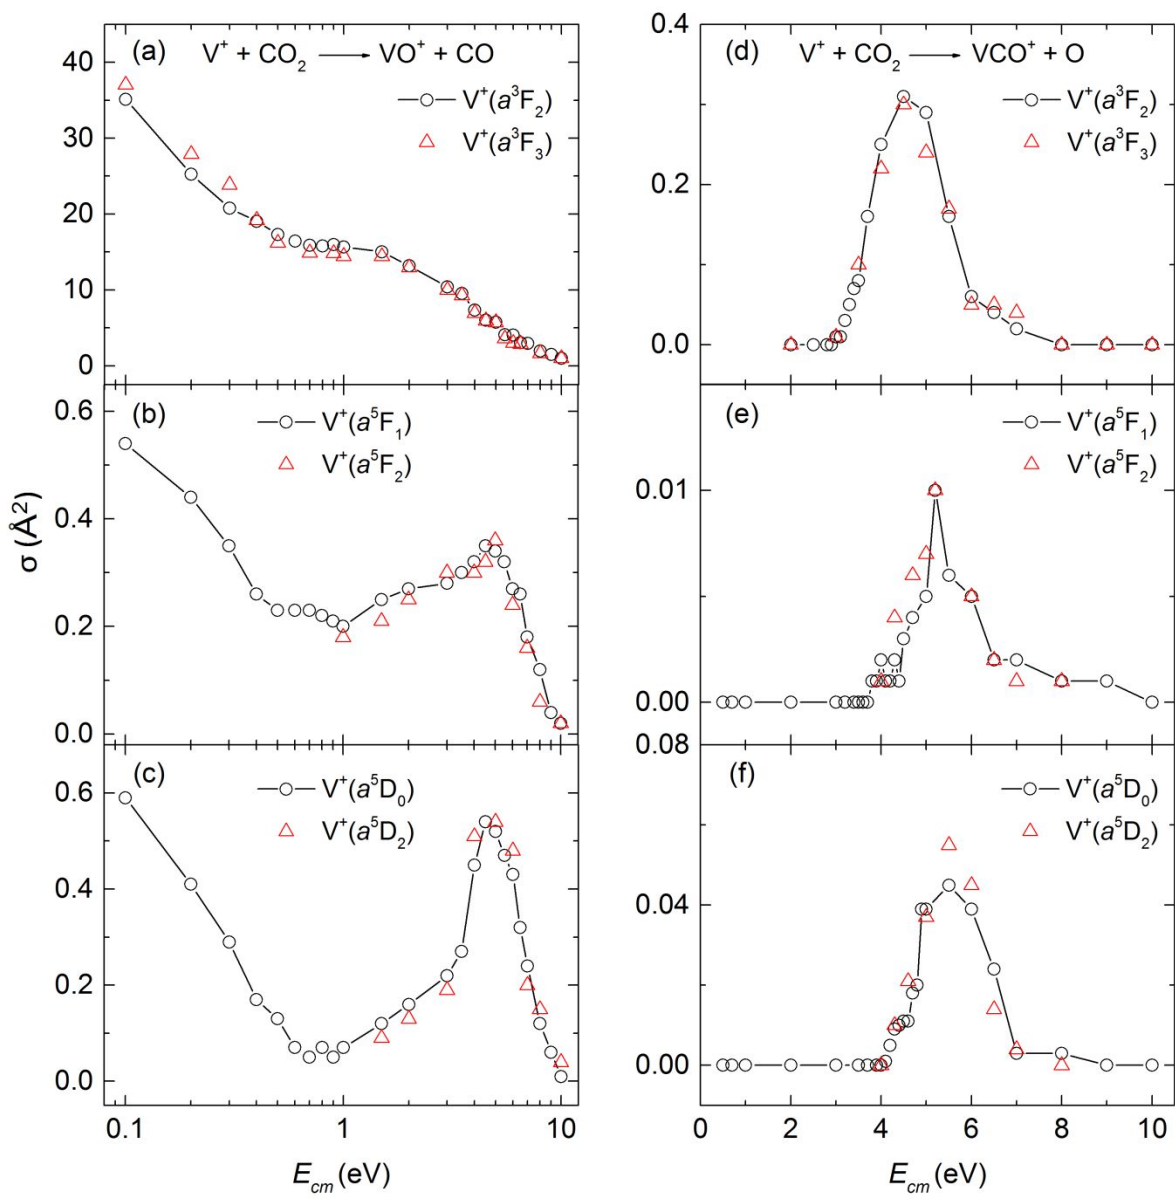 (a) V⁺ + CO₂ ⟶ VO⁺ + CO
V⁺(a³F₂)
V⁺(a³F₃)
40
30
20
10
0
(b)
V⁺(a⁵F₁)
V⁺(a⁵F₂)
0.6
0.4
0.2
0.0
σ (Å²)
(c)
V⁺(a⁵D₀)
V⁺(a⁵D₂)
0.6
0.4
0.2
0.0
0.1 1 10
E_cm (eV)
(d) V⁺ + CO₂ ⟶ VCO⁺ + O
V⁺(a³F₂)
V⁺(a³F₃)
0.4
0.2
0.0
(e)
V⁺(a⁵F₁)
V⁺(a⁵F₂)
0.01
0.00
(f)
V⁺(a⁵D₀)
V⁺(a⁵D₂)
0.08
0.04
0.00
0 2 4 6 8 10
E_cm (eV)